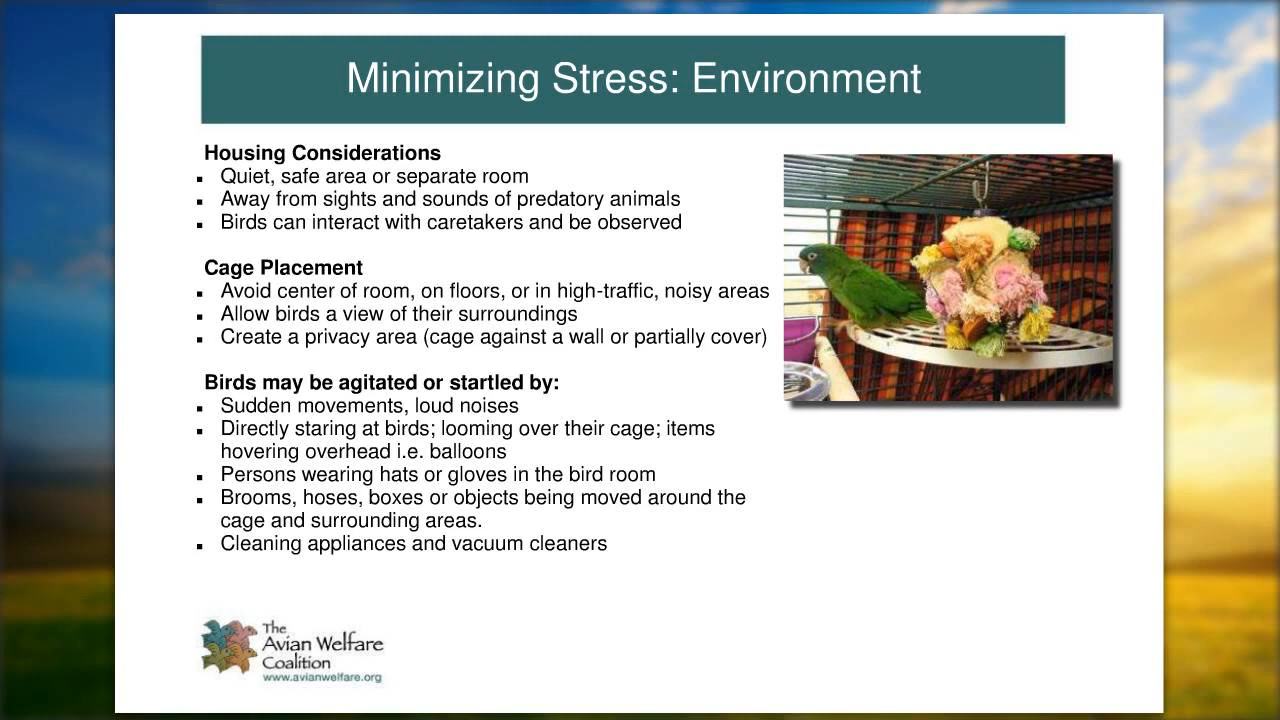 Minimizing Stress: Environment
Housing Considerations
▪ Quiet, safe area or separate room
▪ Away from sights and sounds of predatory animals
▪ Birds can interact with caretakers and be observed
Cage Placement
▪ Avoid center of room, on floors, or in high-traffic, noisy areas
▪ Allow birds a view of their surroundings
▪ Create a privacy area (cage against a wall or partially cover)
Birds may be agitated or startled by:
▪ Sudden movements, loud noises
▪ Directly staring at birds; looming over their cage; items
hovering overhead i.e. balloons
▪ Persons wearing hats or gloves in the bird room
▪ Brooms, hoses, boxes or objects being moved around the
cage and surrounding areas.
▪ Cleaning appliances and vacuum cleaners
The
Avian Welfare
Coalition
www.avianwelfare.org